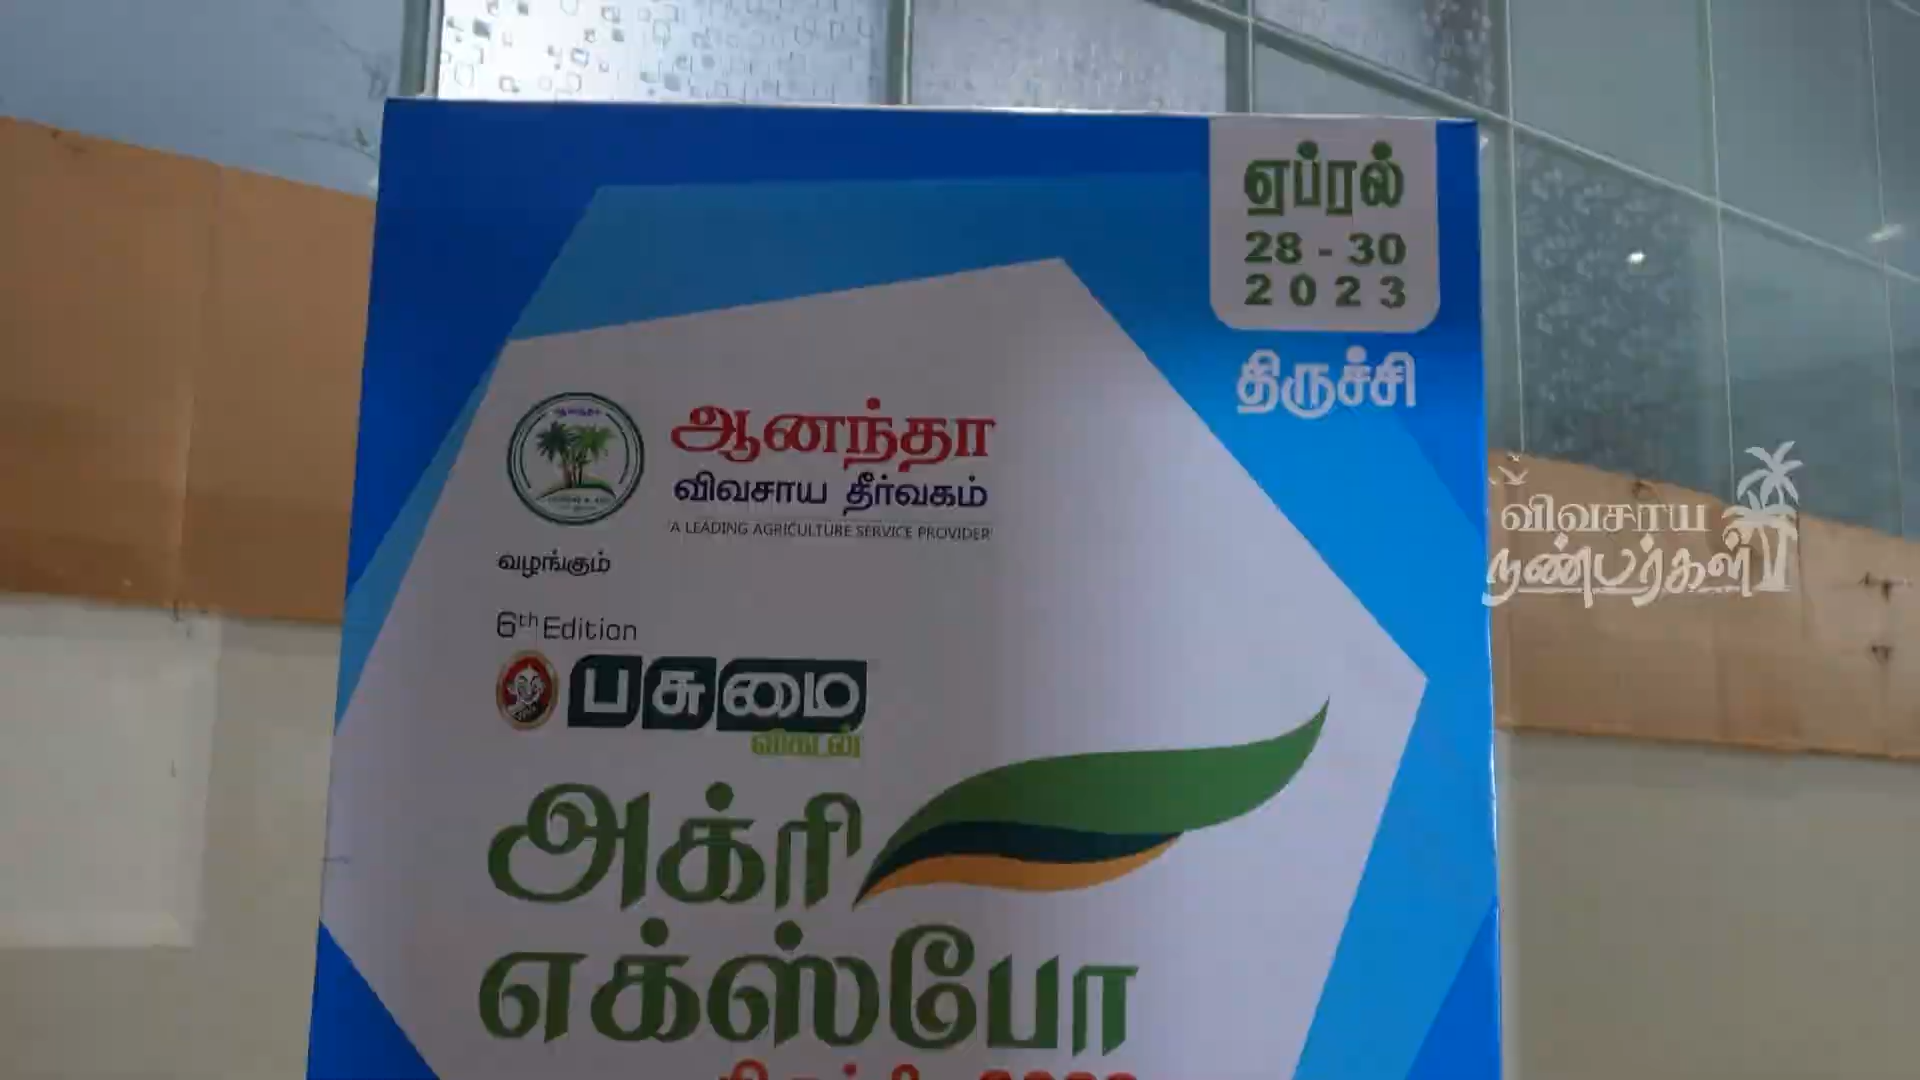 ஏப்ரல்
28 - 30
2023
திருச்சி
ஆனந்தா
விவசாய தீர்வகம்
A LEADING AGRICULTURE SERVICE PROVIDER
வழங்கும்
6th Edition
பசுமை
விகடன்
அக்ரி
எக்ஸ்போ
விவசாய
நண்பர்கள்